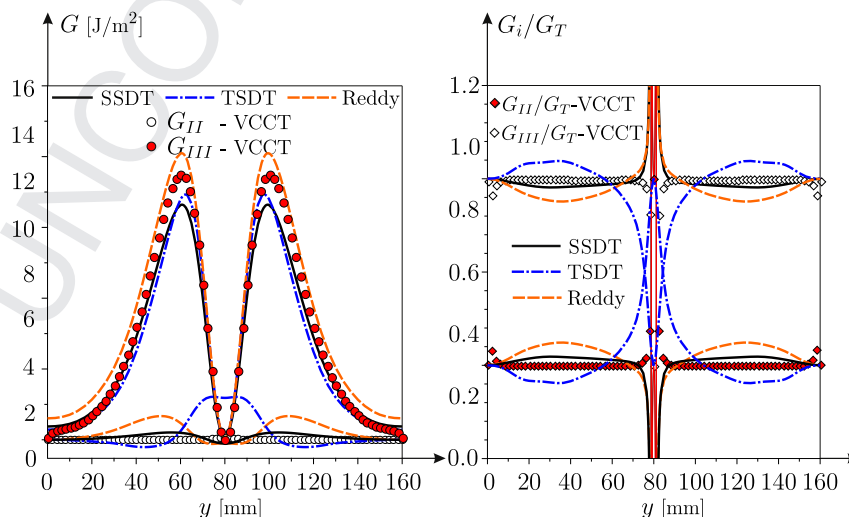 UNCOR
G [J/m²]
16
14
12
10
8
6
4
2
0
0 20 40 60 80 100 120 140 160
y [mm]
SSDT TSDT Reddy
G_II - VCCT
G_III - VCCT
G_i/G_T
1.2
1.0
0.8
0.6
0.4
0.2
0.0
0 20 40 60 80 100 120 140 160
y [mm]
G_II/G_T-VCCT
G_III/G_T-VCCT
SSDT
TSDT
Reddy